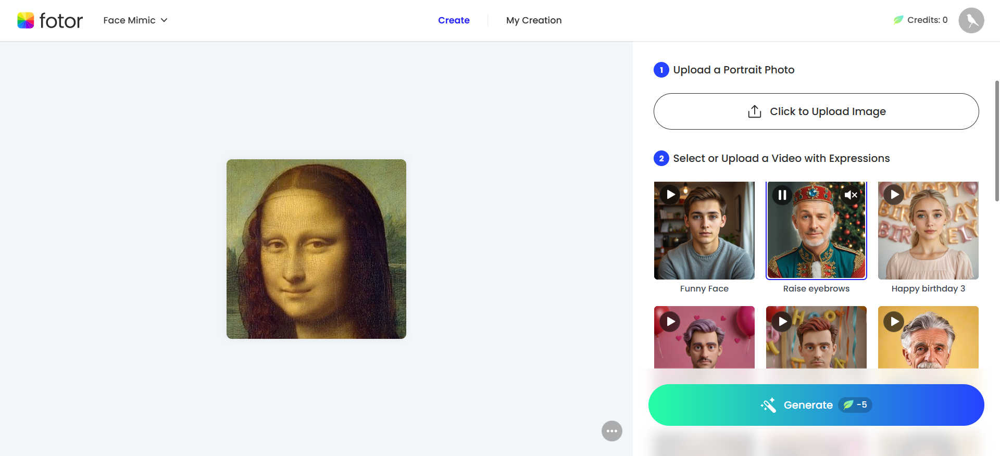 fotor
Face Mimic
Create
My Creation
Credits: 0
1 Upload a Portrait Photo
Click to Upload Image
2 Select or Upload a Video with Expressions
Funny Face
Raise eyebrows
Happy birthday 3
Generate -5